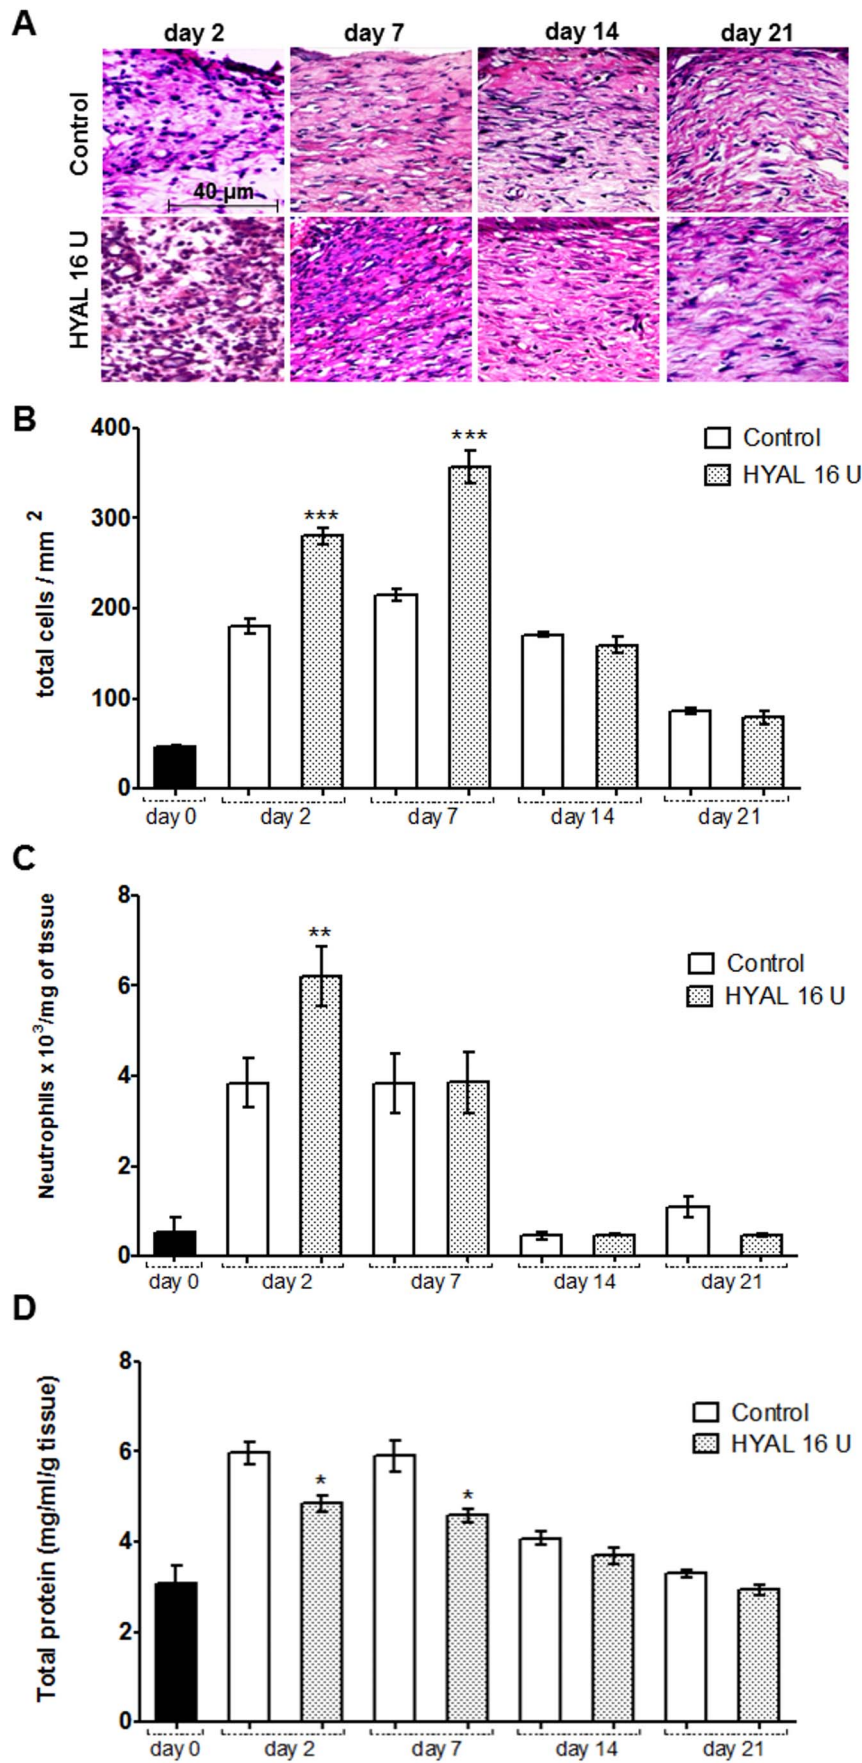 A
day 2 day 7 day 14 day 21
Control
40 µm
HYAL 16 U
B
total cells / mm 2
400
300
200
100
0
***
***
Control
HYAL 16 U
day 0 day 2 day 7 day 14 day 21
C
Neutrophils x 103/mg of tissue
8
6
4
2
0
**
Control
HYAL 16 U
day 0 day 2 day 7 day 14 day 21
D
Total protein (mg/ml/g tissue)
8
6
4
2
0
*
*
Control
HYAL 16 U
day 0 day 2 day 7 day 14 day 21